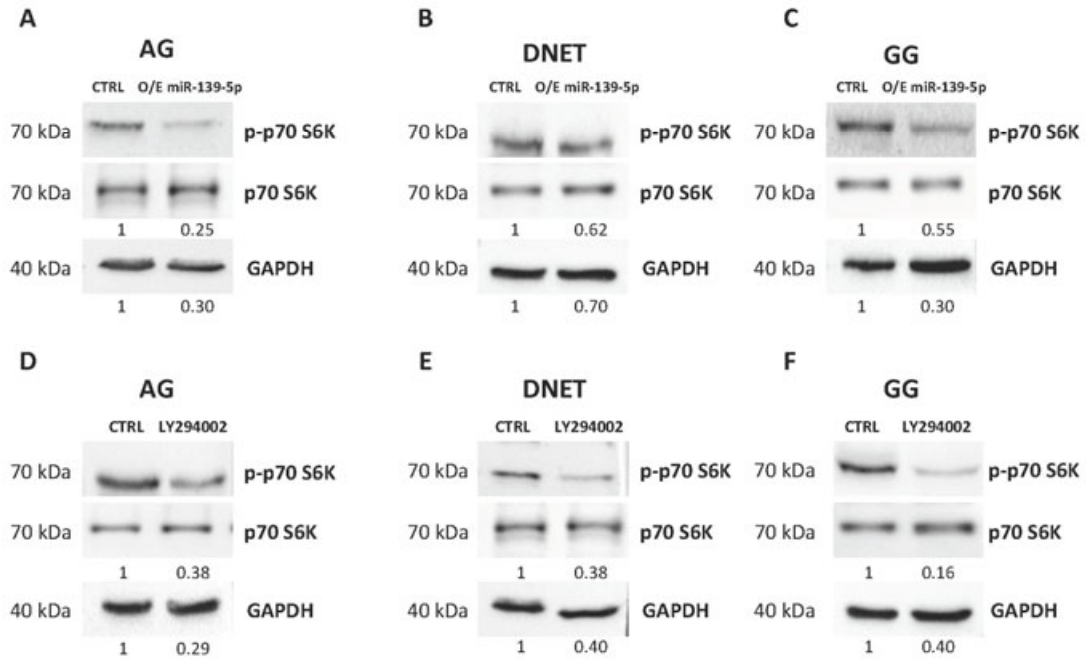 A
AG
CTRL O/E miR-139-5p
70 kDa p-p70 S6K
70 kDa p70 S6K
1 0.25
40 kDa GAPDH
1 0.30
B
DNET
CTRL O/E miR-139-5p
70 kDa p-p70 S6K
70 kDa p70 S6K
1 0.62
40 kDa GAPDH
1 0.70
C
GG
CTRL O/E miR-139-5p
70 kDa p-p70 S6K
70 kDa p70 S6K
1 0.55
40 kDa GAPDH
1 0.30
D
AG
CTRL LY294002
70 kDa p-p70 S6K
70 kDa p70 S6K
1 0.38
40 kDa GAPDH
1 0.29
E
DNET
CTRL LY294002
70 kDa p-p70 S6K
70 kDa p70 S6K
1 0.38
40 kDa GAPDH
1 0.40
F
GG
CTRL LY294002
70 kDa p-p70 S6K
70 kDa p70 S6K
1 0.16
40 kDa GAPDH
1 0.40